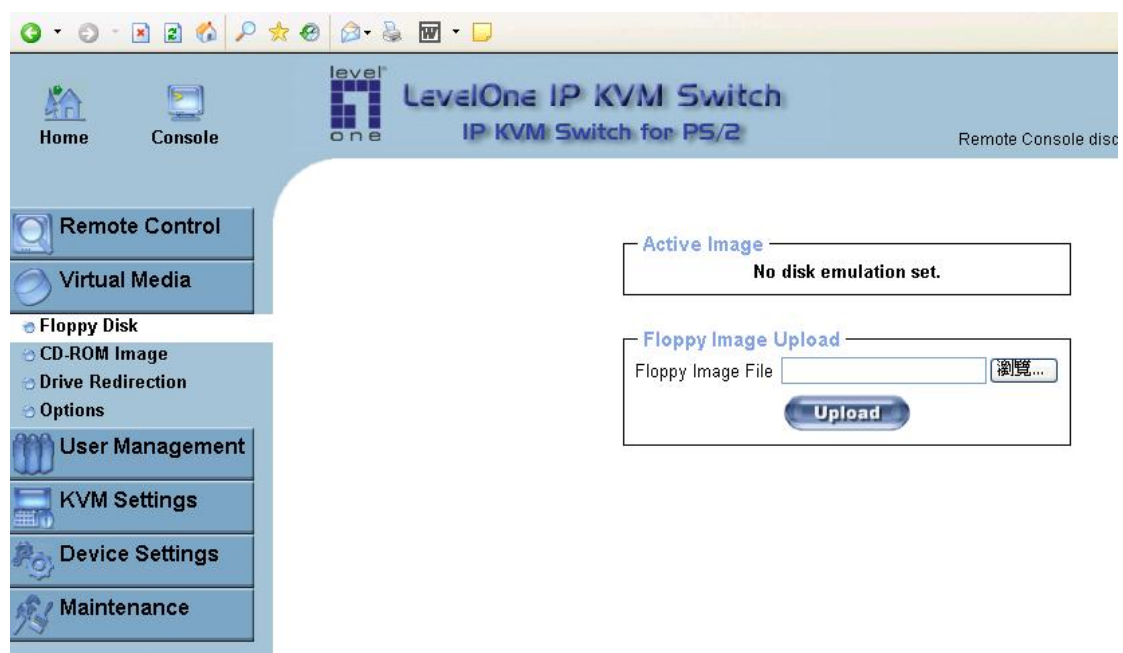 level
one
LevelOne IP KVM Switch
IP KVM Switch for PS/2
Home
Console
Remote Console disc
Remote Control
Virtual Media
Floppy Disk
CD-ROM Image
Drive Redirection
Options
User Management
KVM Settings
Device Settings
Maintenance
Active Image
No disk emulation set.
Floppy Image Upload
Floppy Image File
瀏覽...
Upload